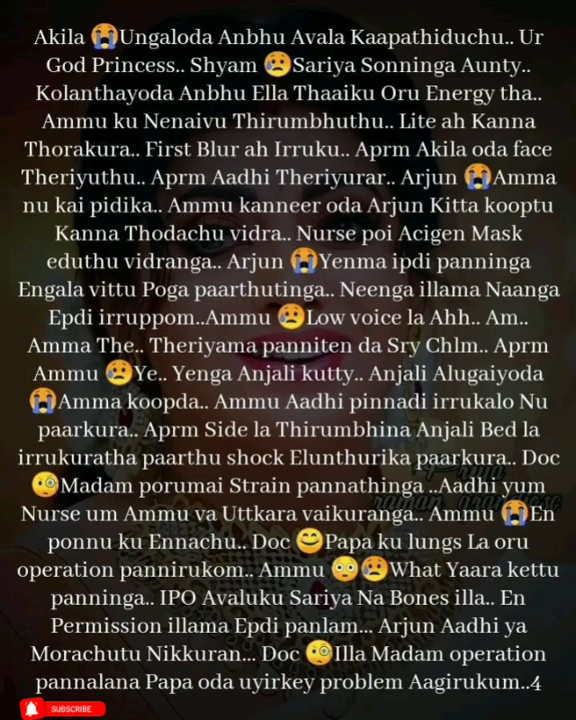 Akila 😭Ungaloda Anbhu Avala Kaapathiduchu.. Ur
God Princess.. Shyam 😥Sariya Sonninga Aunty..
Kolanthayoda Anbhu Ella Thaaiku Oru Energy tha..
Ammu ku Nenaivu Thirumbhuthu.. Lite ah Kanna
Thorakura.. First Blur ah Irruku.. Aprm Akila oda face
Theriyuthu.. Aprm Aadhi Theriyurar.. Arjun 😭Amma
nu kai pidika.. Ammu kanneer oda Arjun Kitta kooptu
Kanna Thodachu vidra.. Nurse poi Acigen Mask
eduthu vidranga.. Arjun 😭Yenma ipdi panninga
Engala vittu Poga paarthutinga.. Neenga illama Naanga
Epdi irruppom..Ammu 😥Low voice la Ahh.. Am..
Amma The.. Theriyama panniten da Sry Chlm.. Aprm
Ammu 😥Ye.. Yenga Anjali kutty.. Anjali Alugaiyoda
😭Amma koopda.. Ammu Aadhi pinnadi irrukalo Nu
paarkura.. Aprm Side la Thirumbhina Anjali Bed la
irrukuratha paarthu shock Elunthurika paarkura.. Doc
🧐Madam porumai Strain pannathinga ..Aadhi yum
Nurse um Ammu va Uttkara vaikuranga.. Ammu 😭En
ponnu ku Ennachu.. Doc 😊Papa ku lungs La oru
operation pannirukom.. Ammu 😳😥What Yaara kettu
panninga.. IPO Avaluku Sariya Na Bones illa.. En
Permission illama Epdi panlam... Arjun Aadhi ya
Morachutu Nikkuran... Doc 🧐Illa Madam operation
pannalana Papa oda uyirkey problem Aagirukum..4
SUBSCRIBE